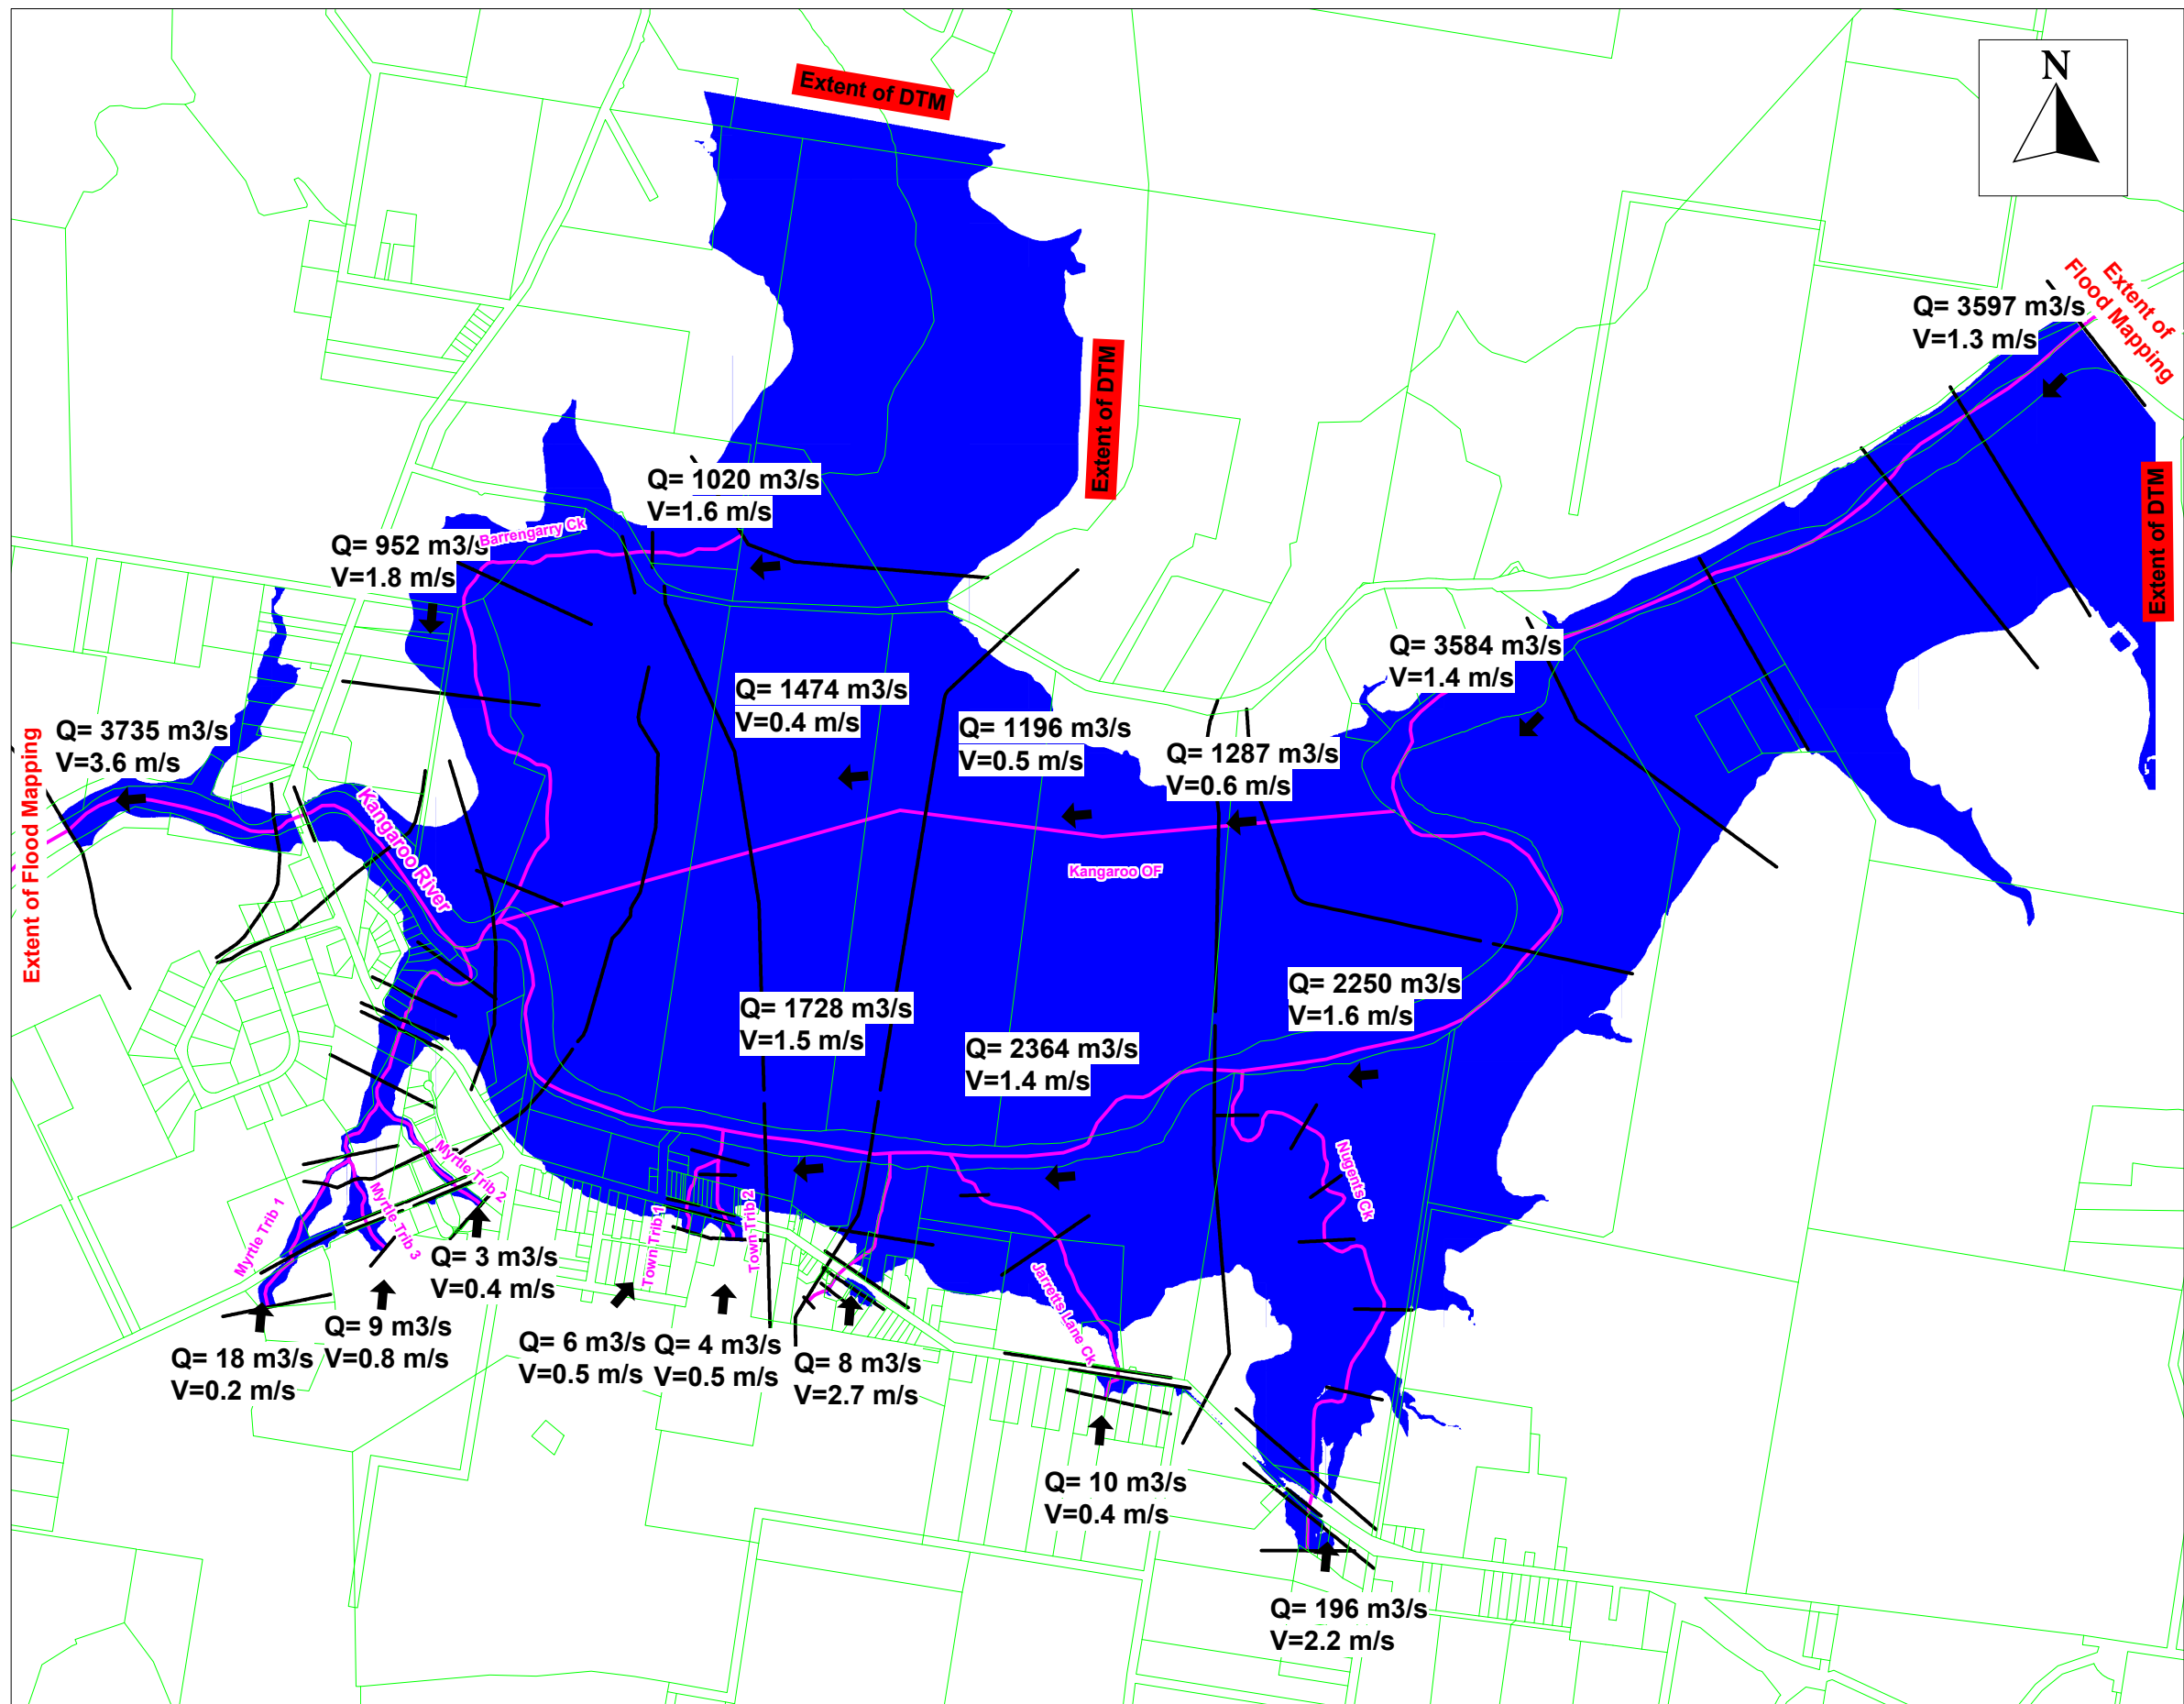 N
Extent of DTM
Extent of
Flood Mapping
Q= 3597 m3/s
V=1.3 m/s
Extent of DTM
Extent of DTM
Q= 1020 m3/s
V=1.6 m/s
Barrengarry Ck
Q= 952 m3/s
V=1.8 m/s
Q= 3584 m3/s
V=1.4 m/s
Q= 1474 m3/s
V=0.4 m/s
Q= 1196 m3/s
V=0.5 m/s
Q= 1287 m3/s
V=0.6 m/s
Q= 3735 m3/s
V=3.6 m/s
Extent of Flood Mapping
Kangaroo River
Kangaroo OF
Q= 2250 m3/s
V=1.6 m/s
Q= 1728 m3/s
V=1.5 m/s
Q= 2364 m3/s
V=1.4 m/s
Nugents Ck
Myrtle Trib 2
Myrtle Trib 1
Myrtle Trib 3
Town Trib 1
Town Trib 2
Jarretts Lane Ck
Q= 3 m3/s
V=0.4 m/s
Q= 9 m3/s
V=0.8 m/s
Q= 18 m3/s
V=0.2 m/s
Q= 6 m3/s
V=0.5 m/s
Q= 4 m3/s
V=0.5 m/s
Q= 8 m3/s
V=2.7 m/s
Q= 10 m3/s
V=0.4 m/s
Q= 196 m3/s
V=2.2 m/s